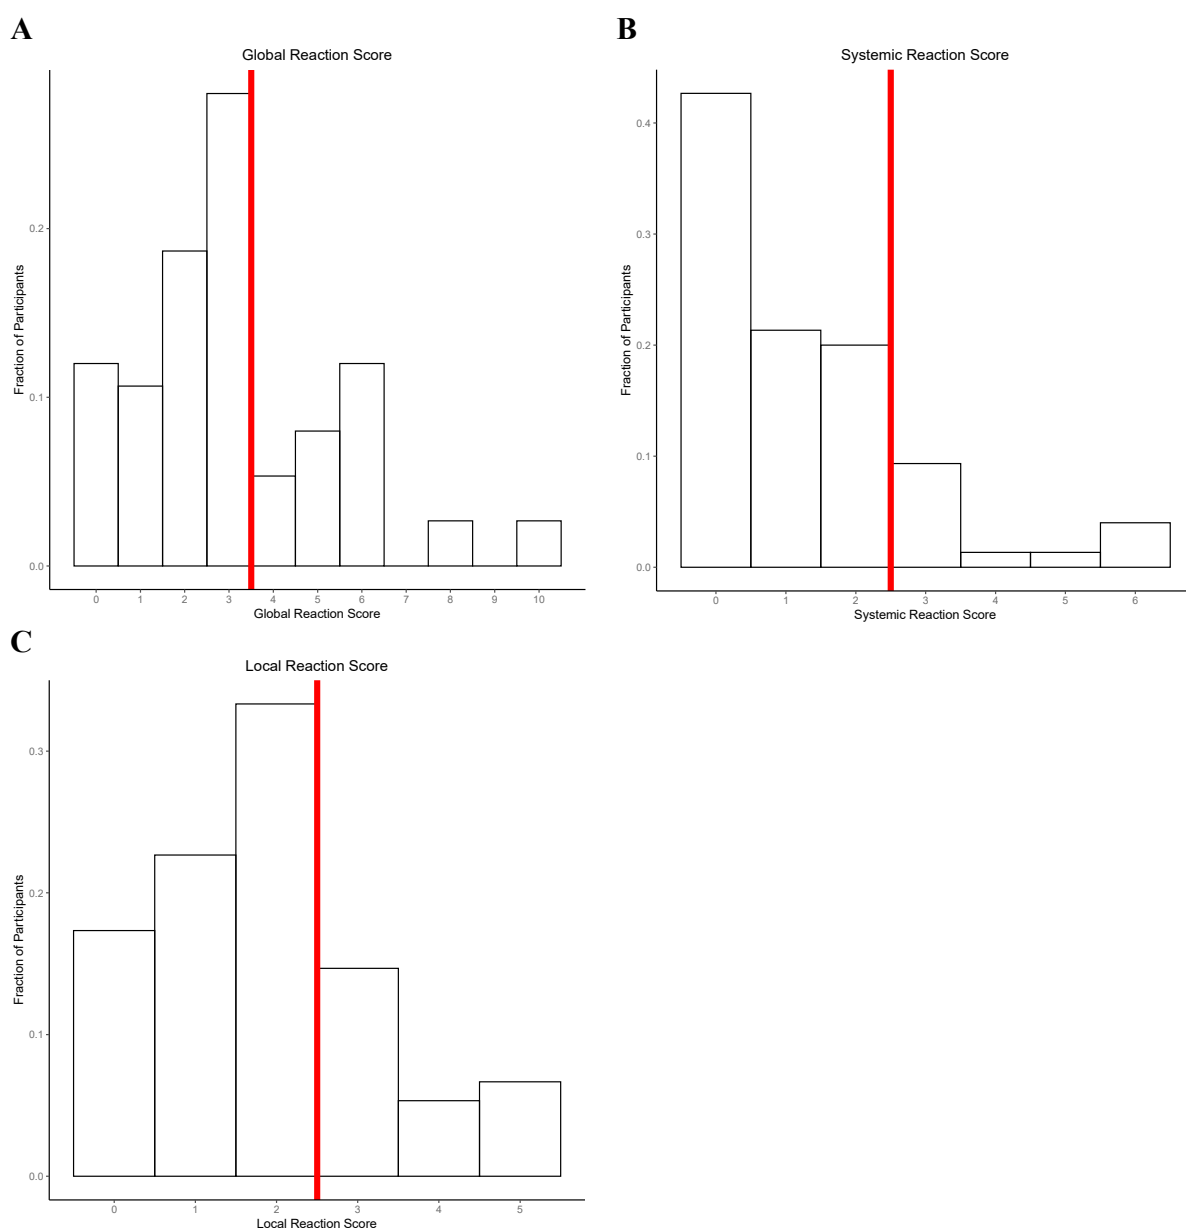 A
Global Reaction Score
Fraction of Participants
0.2
0.1
0.0
0 1 2 3 4 5 6 7 8 9 10
Global Reaction Score
B
Systemic Reaction Score
Fraction of Participants
0.4
0.3
0.2
0.1
0.0
0 1 2 3 4 5 6
Systemic Reaction Score
C
Local Reaction Score
Fraction of Participants
0.3
0.2
0.1
0.0
0 1 2 3 4 5
Local Reaction Score